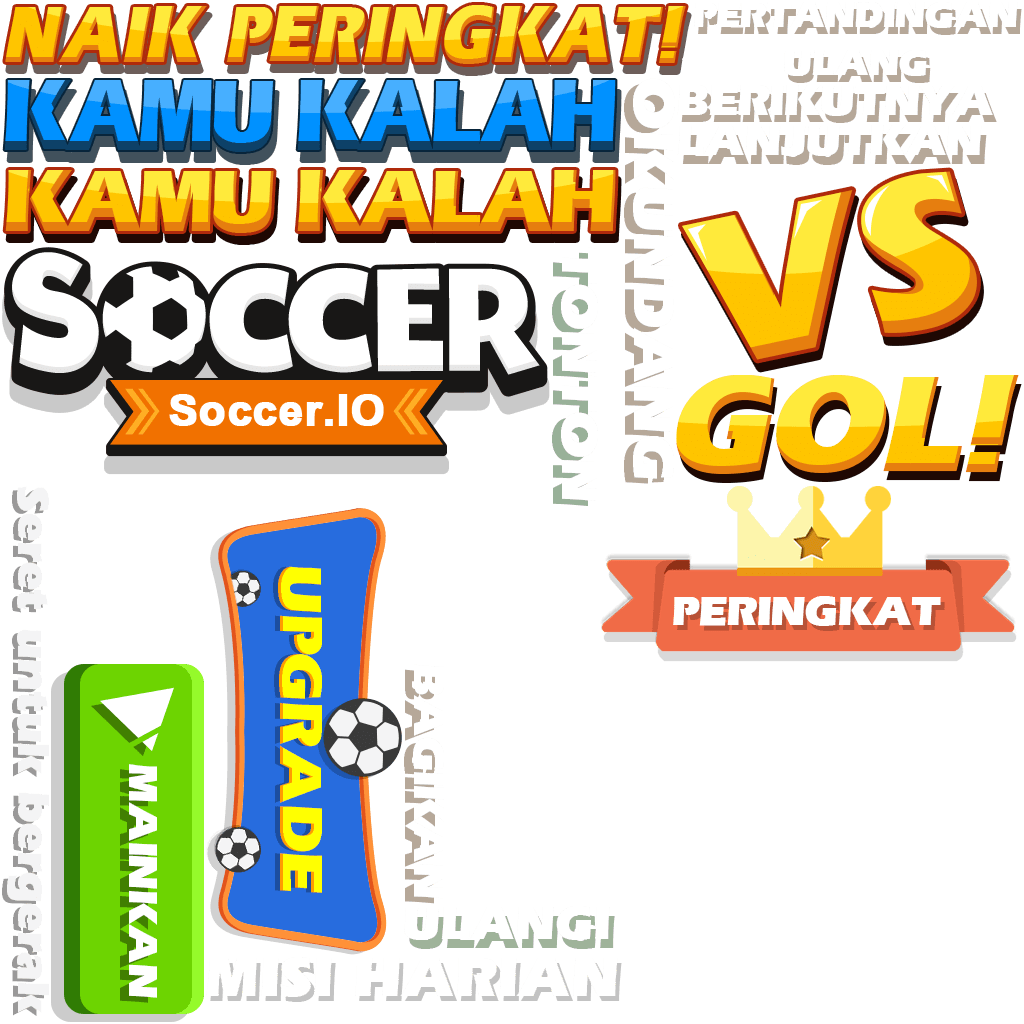 NAIK PERINGKAT!
PERTANDINGAN
ULANG
KAMU KALAH
BERIKUTNYA
LANJUTKAN
KAMU KALAH
UNDANG
VS
SOCCER
Soccer.IO
TONTON
GOL!
PERINGKAT
Seret untuk bergerak
UPGRADE
MAINKAN
BAGIKAN
ULANGI
MISI HARIAN